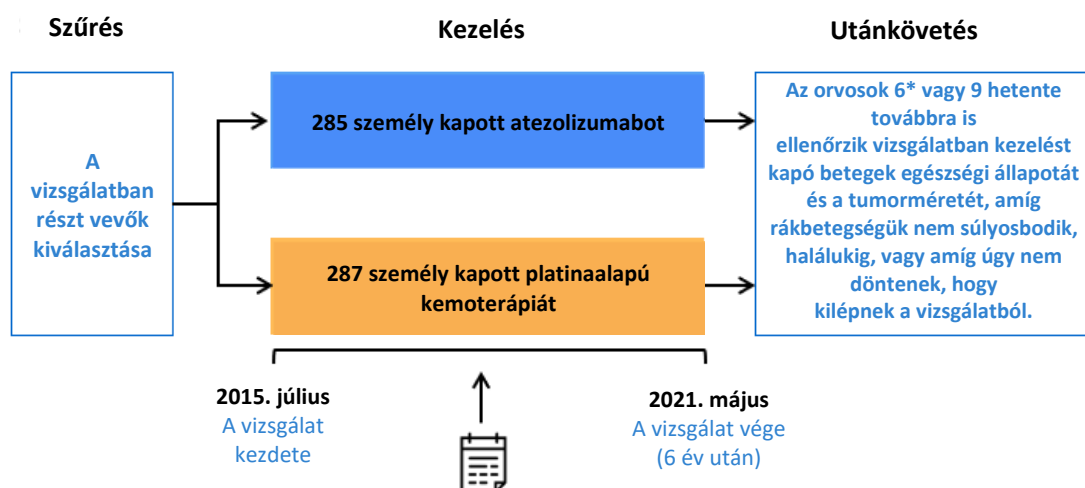 Szűrés
Kezelés
Utánkövetés
A
vizsgálatban
részt vevők
kiválasztása
285 személy kapott atezolizumabot
287 személy kapott platinaalapú
kemoterápiát
Az orvosok 6* vagy 9 hetente
továbbra is
ellenőrzik vizsgálatban kezelést
kapó betegek egészségi állapotát
és a tumorméretét, amíg
rákbetegségük nem súlyosbodik,
halálukig, vagy amíg úgy nem
döntenek, hogy
kilépnek a vizsgálatból.
2015. július
A vizsgálat
kezdete
2021. május
A vizsgálat vége
(6 év után)